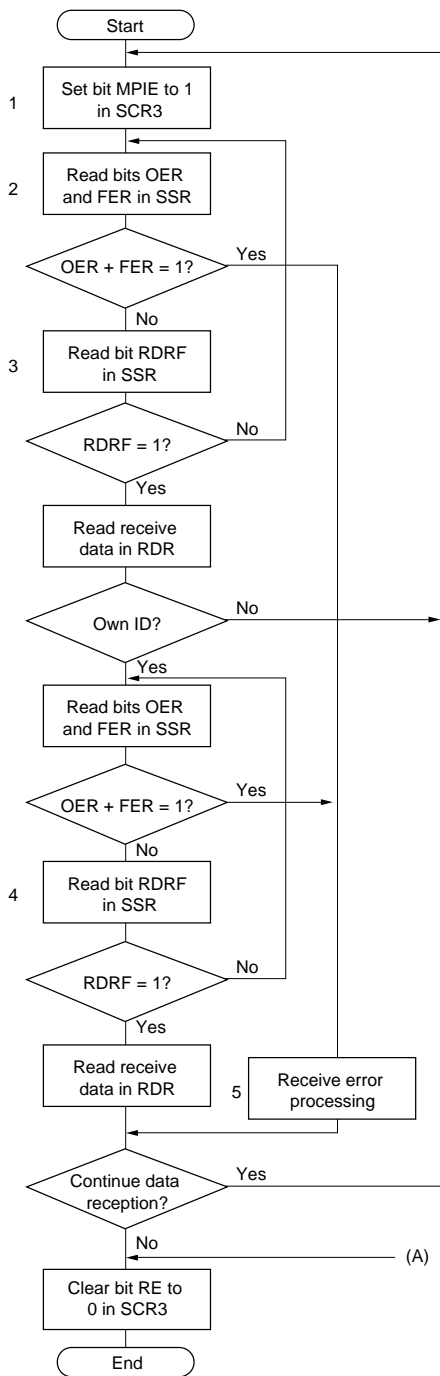 Start
1
Set bit MPIE to 1
in SCR3
2
Read bits OER
and FER in SSR
OER + FER = 1?
Yes
No
3
Read bit RDRF
in SSR
RDRF = 1?
No
Yes
Read receive
data in RDR
Own ID?
No
Yes
Read bits OER
and FER in SSR
OER + FER = 1?
Yes
No
4
Read bit RDRF
in SSR
RDRF = 1?
No
Yes
Read receive
data in RDR
5
Receive error
processing
Continue data
reception?
Yes
No
(A)
Clear bit RE to
0 in SCR3
End